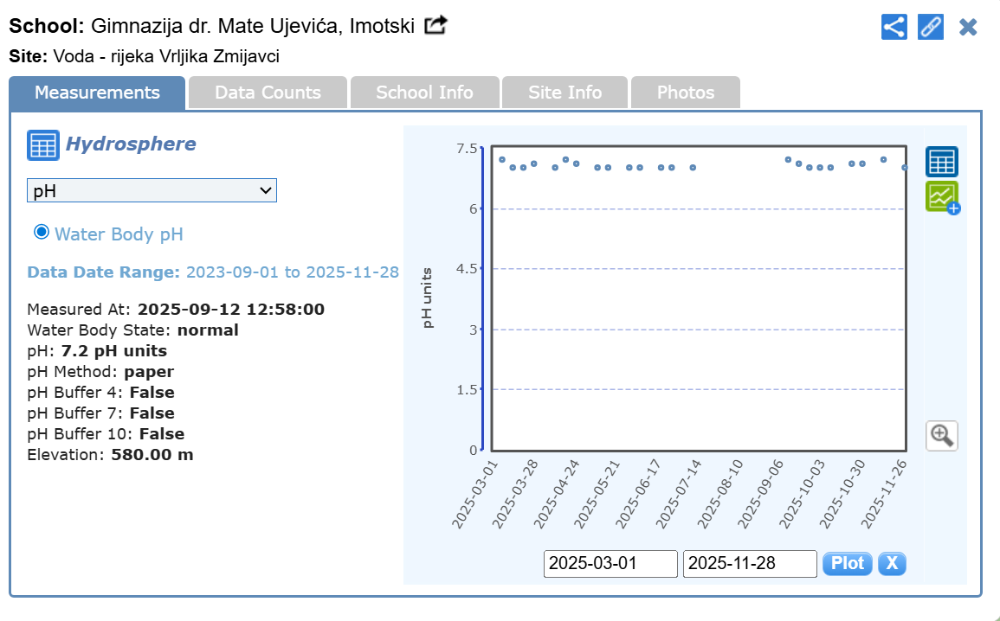 School: Gimnazija dr. Mate Ujevića, Imotski
Site: Voda - rijeka Vrljika Zmijavci
Measurements
Data Counts
School Info
Site Info
Photos
Hydrosphere
pH
Water Body pH
Data Date Range: 2023-09-01 to 2025-11-28
Measured At: 2025-09-12 12:58:00
Water Body State: normal
pH: 7.2 pH units
pH Method: paper
pH Buffer 4: False
pH Buffer 7: False
pH Buffer 10: False
Elevation: 580.00 m
pH units
7.5
6
4.5
3
1.5
0
2025-03-01
2025-03-28
2025-04-24
2025-05-21
2025-06-17
2025-07-14
2025-08-10
2025-09-06
2025-10-03
2025-10-30
2025-11-26
2025-03-01
2025-11-28
Plot
X